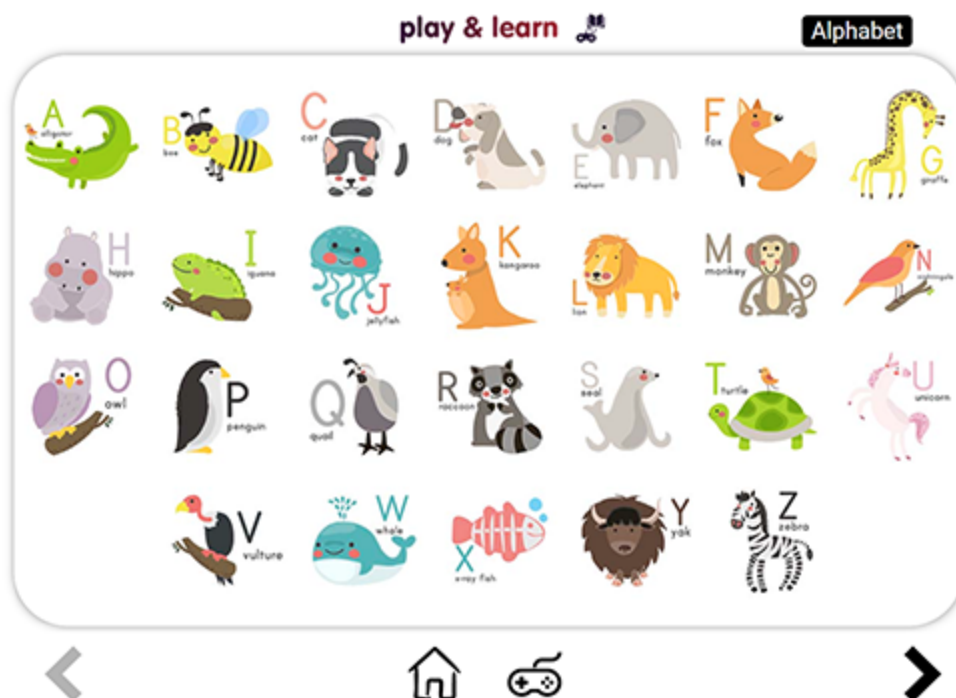 play & learn
Alphabet
A
alligator
B
bee
C
cat
D
dog
E
elephant
F
fox
G
giraffe
H
hippo
I
iguana
J
jellyfish
K
kangaroo
L
lion
M
monkey
N
nightingale
O
owl
P
penguin
Q
quail
R
raccoon
S
seal
T
turtle
U
unicorn
V
vulture
W
whale
X
x-ray fish
Y
yak
Z
zebra